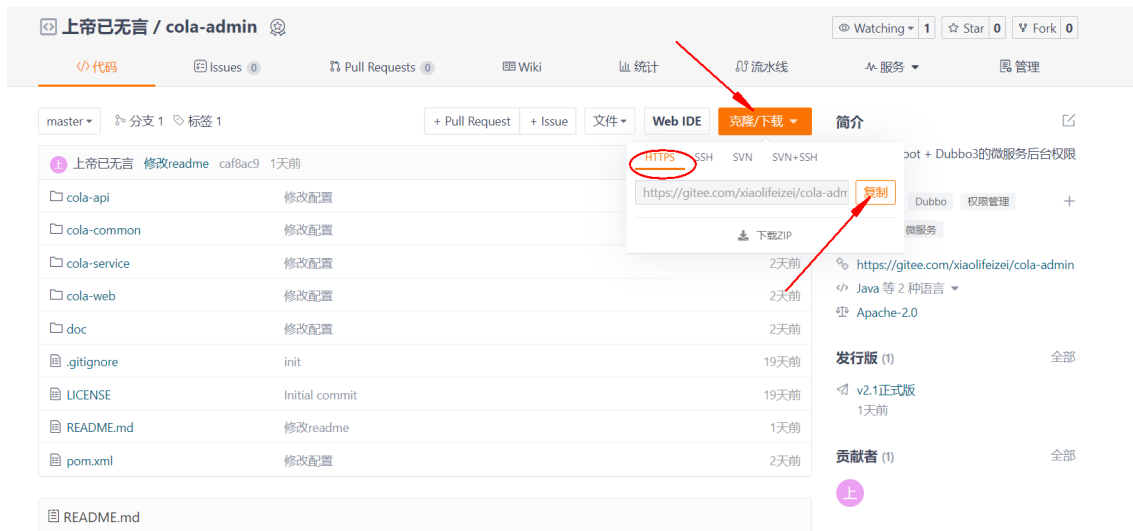 上帝已无言 / cola-admin
Watching 1 Star 0 Fork 0
代码 Issues 0 Pull Requests 0 Wiki 统计 流水线 服务 管理
master 分支 1 标签 1 + Pull Request + Issue 文件 Web IDE 克隆/下载
上 上帝已无言 修改readme caf8ac9 1天前
cola-api 修改配置
cola-common 修改配置
cola-service 修改配置 2天前
cola-web 修改配置 2天前
doc 修改配置 2天前
.gitignore init 19天前
LICENSE Initial commit 19天前
README.md 修改readme 1天前
pom.xml 修改配置 2天前
README.md
HTTPS SSH SVN SVN+SSH
https://gitee.com/xiaolifeizei/cola-adm 复制
下载ZIP
简介
oot + Dubbo3的微服务后台权限
Dubbo 权限管理
微服务
https://gitee.com/xiaolifeizei/cola-admin
Java 等 2 种语言
Apache-2.0
发行版 (1) 全部
v2.1正式版
1天前
贡献者 (1) 全部
上